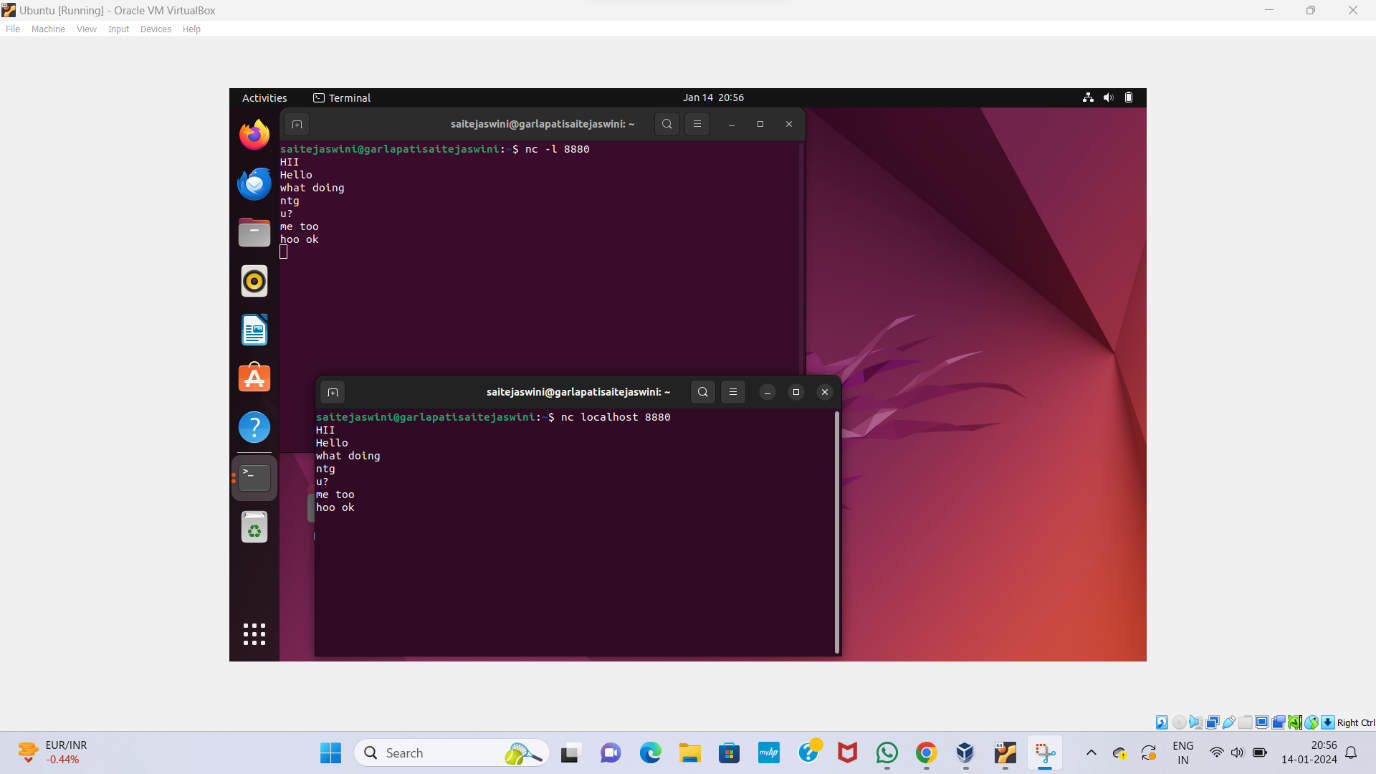 Ubuntu [Running] - Oracle VM VirtualBox
File Machine View Input Devices Help
Activities Terminal Jan 14 20:56
saitejaswini@garlapatisaitejaswini: ~
saitejaswini@garlapatisaitejaswini:~$ nc -l 8880
HII
Hello
what doing
ntg
u?
me too
hoo ok
saitejaswini@garlapatisaitejaswini: ~
saitejaswini@garlapatisaitejaswini:~$ nc localhost 8880
HII
Hello
what doing
ntg
u?
me too
hoo ok
Right Ctrl
EUR/INR
-0.44%
Search
myhp
ENG
IN
20:56
14-01-2024